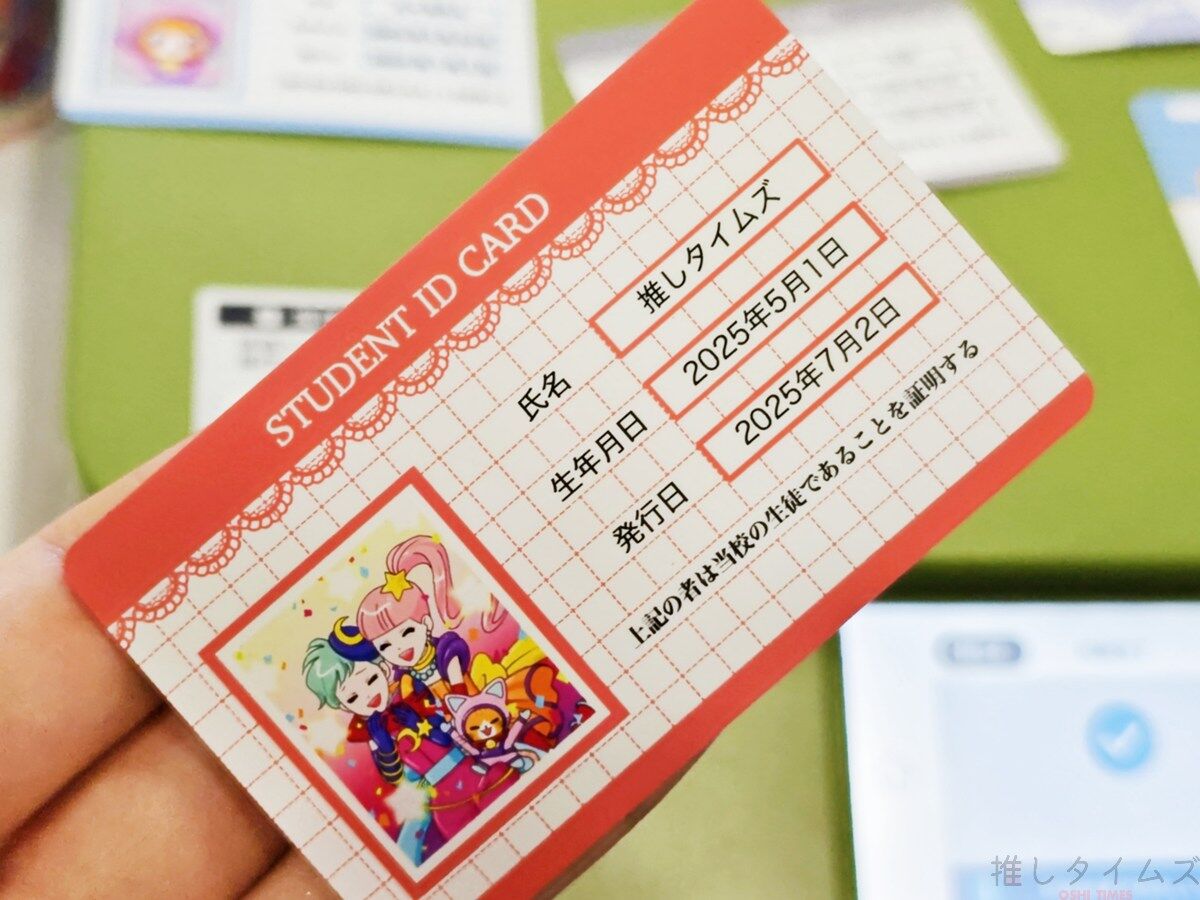 STUDENT ID CARD
氏名 推しタイムズ
生年月日 2025年5月1日
発行日 2025年7月2日
上記の者は当校の生徒であることを証明する
推しタイムズ
OSHI TIMES